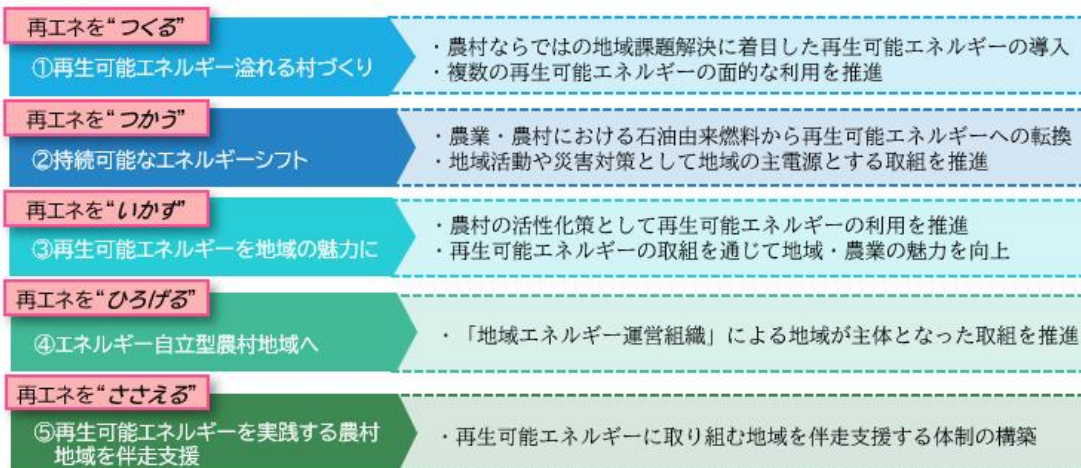 再エネを“つくる”
①再生可能エネルギー溢れる村づくり
・農村ならではの地域課題解決に着目した再生可能エネルギーの導入
・複数の再生可能エネルギーの面的な利用を推進
再エネを“つかう”
②持続可能なエネルギーシフト
・農業・農村における石油由来燃料から再生可能エネルギーへの転換
・地域活動や災害対策として地域の主電源とする取組を推進
再エネを“いかず”
③再生可能エネルギーを地域の魅力に
・農村の活性化策として再生可能エネルギーの利用を推進
・再生可能エネルギーの取組を通じて地域・農業の魅力を向上
再エネを“ひろげる”
④エネルギー自立型農村地域へ
・「地域エネルギー運営組織」による地域が主体となった取組を推進
再エネを“ささえる”
⑤再生可能エネルギーを実践する農村
地域を伴走支援
・再生可能エネルギーに取り組む地域を伴走支援する体制の構築